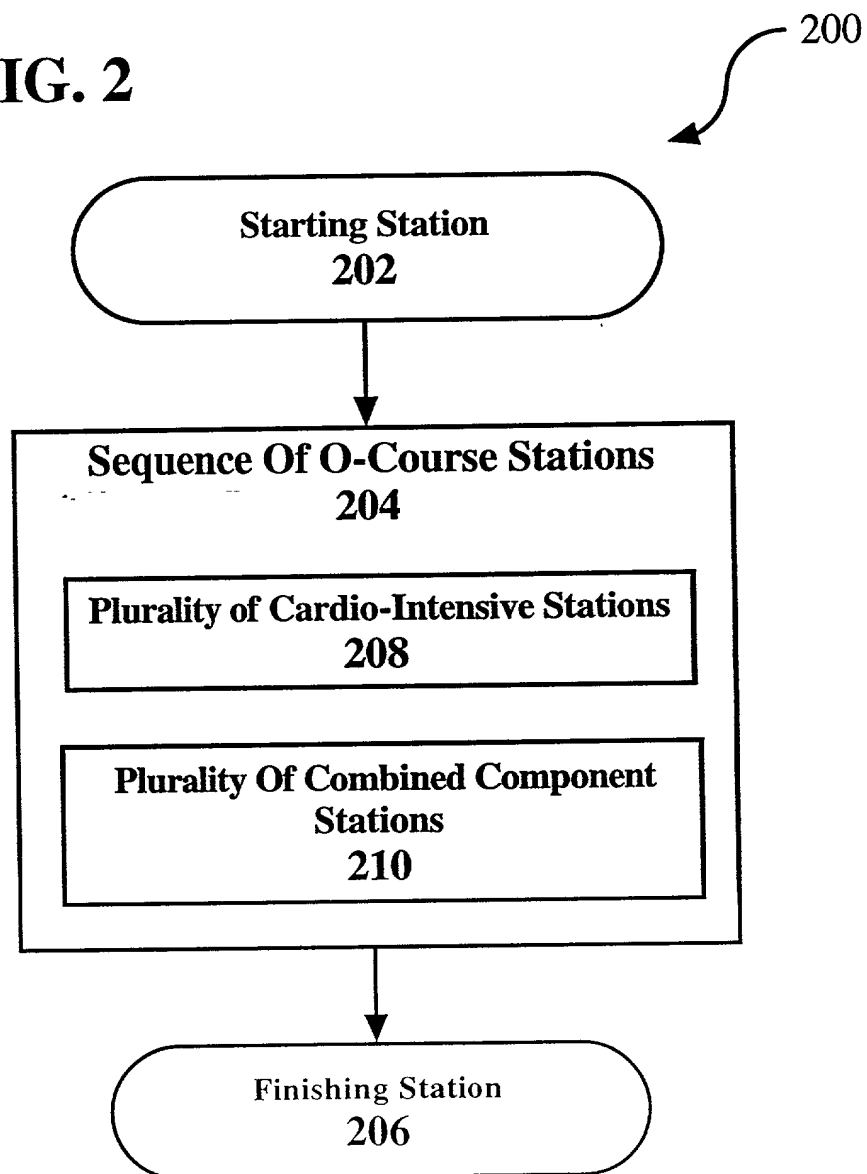 IG. 2
200
Starting Station
202
Sequence Of O-Course Stations
204
Plurality of Cardio-Intensive Stations
208
Plurality Of Combined Component
Stations
210
Finishing Station
206